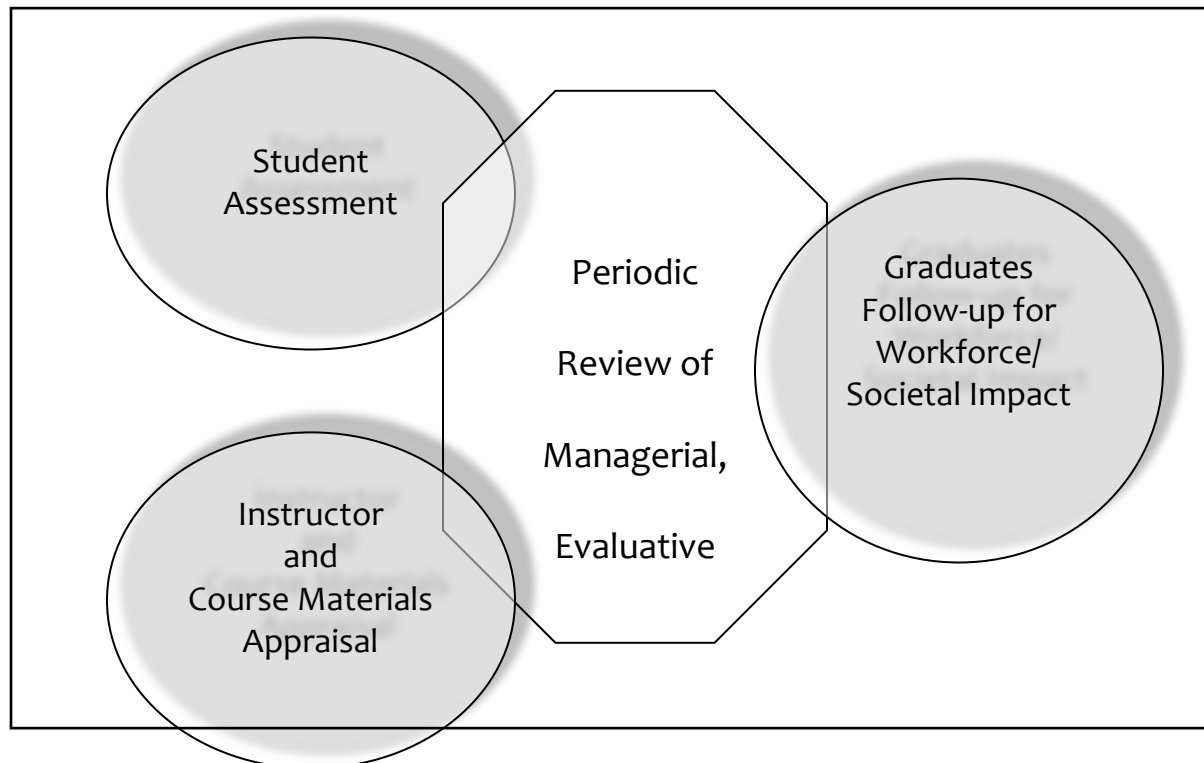 Student
Assessment
Periodic
Review of
Managerial,
Evaluative
Graduates
Follow-up for
Workforce/
Societal Impact
Instructor
and
Course Materials
Appraisal